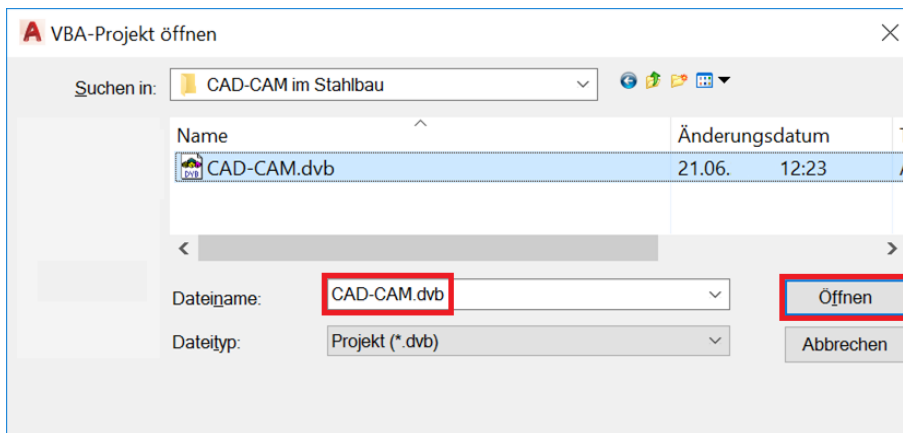 VBA-Projekt öffnen
Suchen in: CAD-CAM im Stahlbau
Name Änderungsdatum
CAD-CAM.dvb 21.06. 12:23
Dateiname: CAD-CAM.dvb Öffnen
Dateityp: Projekt (*.dvb) Abbrechen